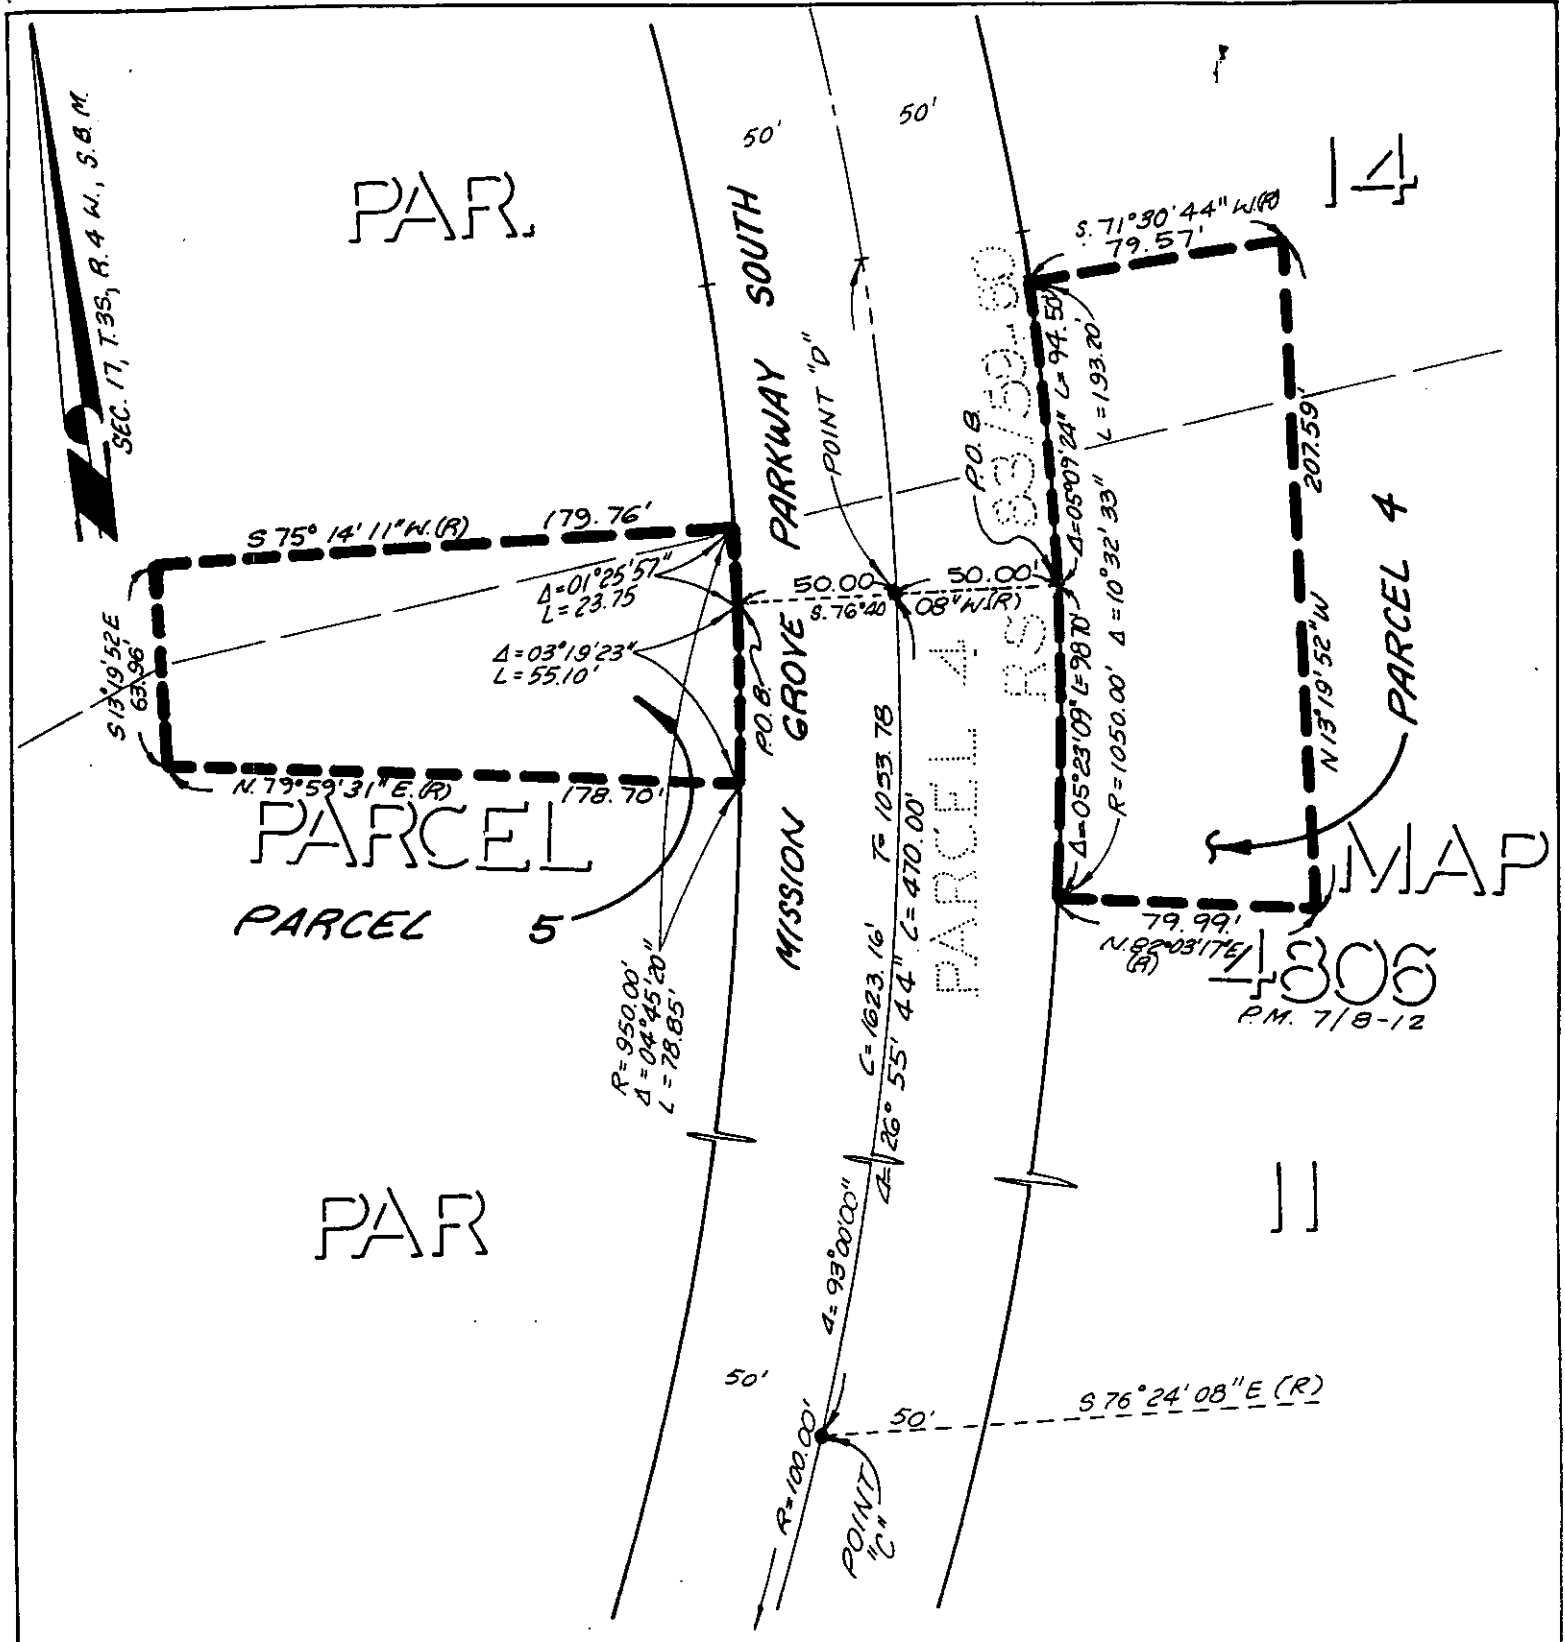 SEC. 17, T.3S, R.4 W., S.B.M.
PAR.
50'
50'
14
S. 71°30'44" W.(R)
79.57'
MISSION GROVE PARKWAY SOUTH
POINT "D"
RS 83/59-80
P.O.B.
Δ=05°09'24" L=94.50'
L=193.20'
R=1050.00' Δ=10°32'33"
Δ=05°23'09" L=98.70'
207.59'
N13°19'52"W
PARCEL 4
S 75° 14' 11" W.(R)
179.76'
Δ=01°25'57"
L=23.75
50.00
50.00'
S. 76°40
08" W.(R)
Δ=03°19'23"
L=55.10'
S13°19'52E
63.96'
P.O.B.
N. 79°59'31" E.(R)
178.70'
PARCEL
PARCEL 5
R=950.00'
Δ=04°45'20"
L=78.85'
L=1623.16' T=1053.78
Δ=26° 55' 44" L=470.00'
PARCEL 4
79.99.'
N.82°03'17"E
(R)
MAP
4806
P.M. 7/8-12
PAR
11
Δ=93°00'00"
50'
50'
S 76°24'08" E (R)
R=100.00'
POINT
"C"